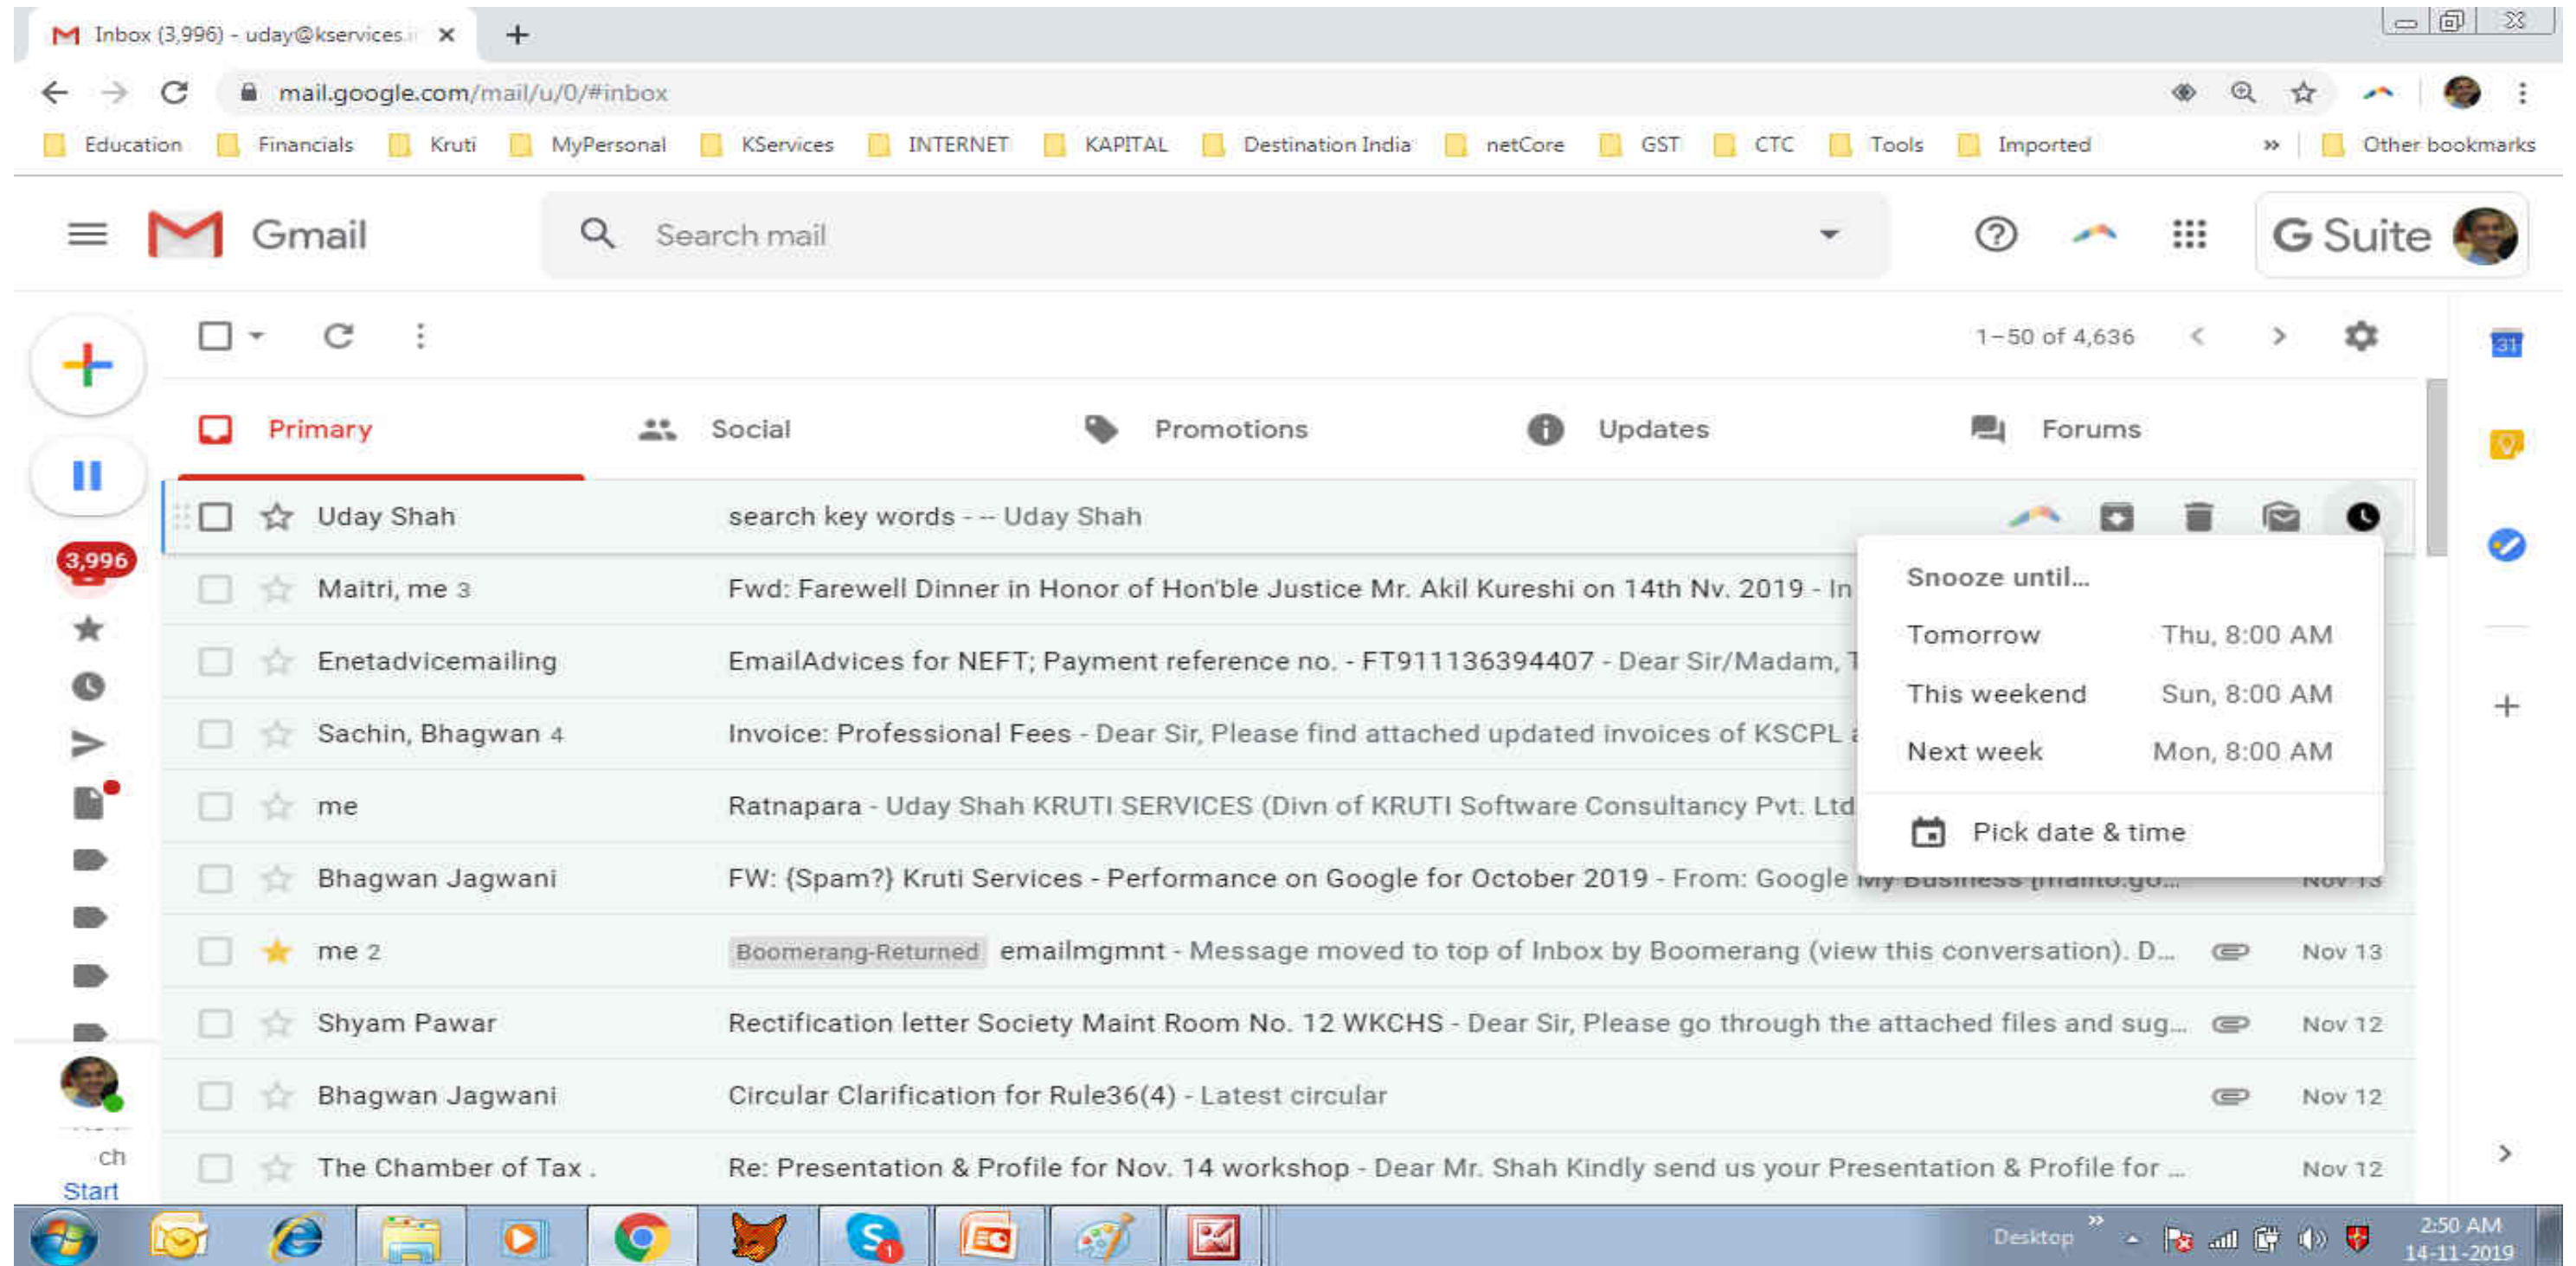 Inbox (3,996) - uday@kservices.i
mail.google.com/mail/u/0/#inbox
Education Financials Kruti MyPersonal KServices INTERNET KAPITAL Destination India netCore GST CTC Tools Imported » Other bookmarks
Gmail Search mail G Suite
1–50 of 4,636
31
Primary Social Promotions Updates Forums
Uday Shah search key words - -- Uday Shah
3,996
Snooze until...
Maitri, me 3 Fwd: Farewell Dinner in Honor of Hon'ble Justice Mr. Akil Kureshi on 14th Nv. 2019 - In
Tomorrow Thu, 8:00 AM
Enetadvicemailing EmailAdvices for NEFT; Payment reference no. - FT911136394407 - Dear Sir/Madam,
This weekend Sun, 8:00 AM
Sachin, Bhagwan 4 Invoice: Professional Fees - Dear Sir, Please find attached updated invoices of KSCPL
Next week Mon, 8:00 AM
me Ratnapara - Uday Shah KRUTI SERVICES (Divn of KRUTI Software Consultancy Pvt. Ltd
Pick date & time
Bhagwan Jagwani FW: {Spam?} Kruti Services - Performance on Google for October 2019 - From: Google My Business [mailto:go... Nov 13
me 2 Boomerang-Returned emailmgmnt - Message moved to top of Inbox by Boomerang (view this conversation). D... Nov 13
Shyam Pawar Rectification letter Society Maint Room No. 12 WKCHS - Dear Sir, Please go through the attached files and sug... Nov 12
Bhagwan Jagwani Circular Clarification for Rule36(4) - Latest circular Nov 12
ch
The Chamber of Tax . Re: Presentation & Profile for Nov. 14 workshop - Dear Mr. Shah Kindly send us your Presentation & Profile for ... Nov 12
Start
Desktop » 2:50 AM
14-11-2019